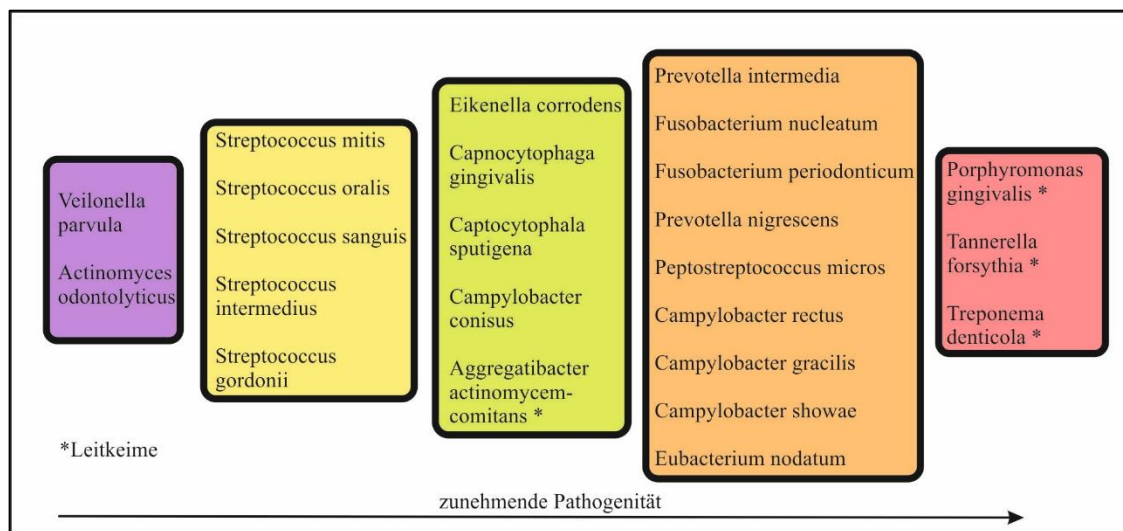 Veilonella
parvula
Actinomyces
odontolyticus
Streptococcus mitis
Streptococcus oralis
Streptococcus sanguis
Streptococcus
intermedius
Streptococcus
gordonii
Eikenella corrodens
Capnocytophaga
gingivalis
Captocytophala
sputigena
Campylobacter
conisus
Aggregatibacter
actinomycem-
comitans *
Prevotella intermedia
Fusobacterium nucleatum
Fusobacterium periodonticum
Prevotella nigrescens
Peptostreptococcus micros
Campylobacter rectus
Campylobacter gracilis
Campylobacter showae
Eubacterium nodatum
Porphyromonas
gingivalis *
Tannerella
forsythia *
Treponema
denticola *
*Leitkeime
zunehmende Pathogenität